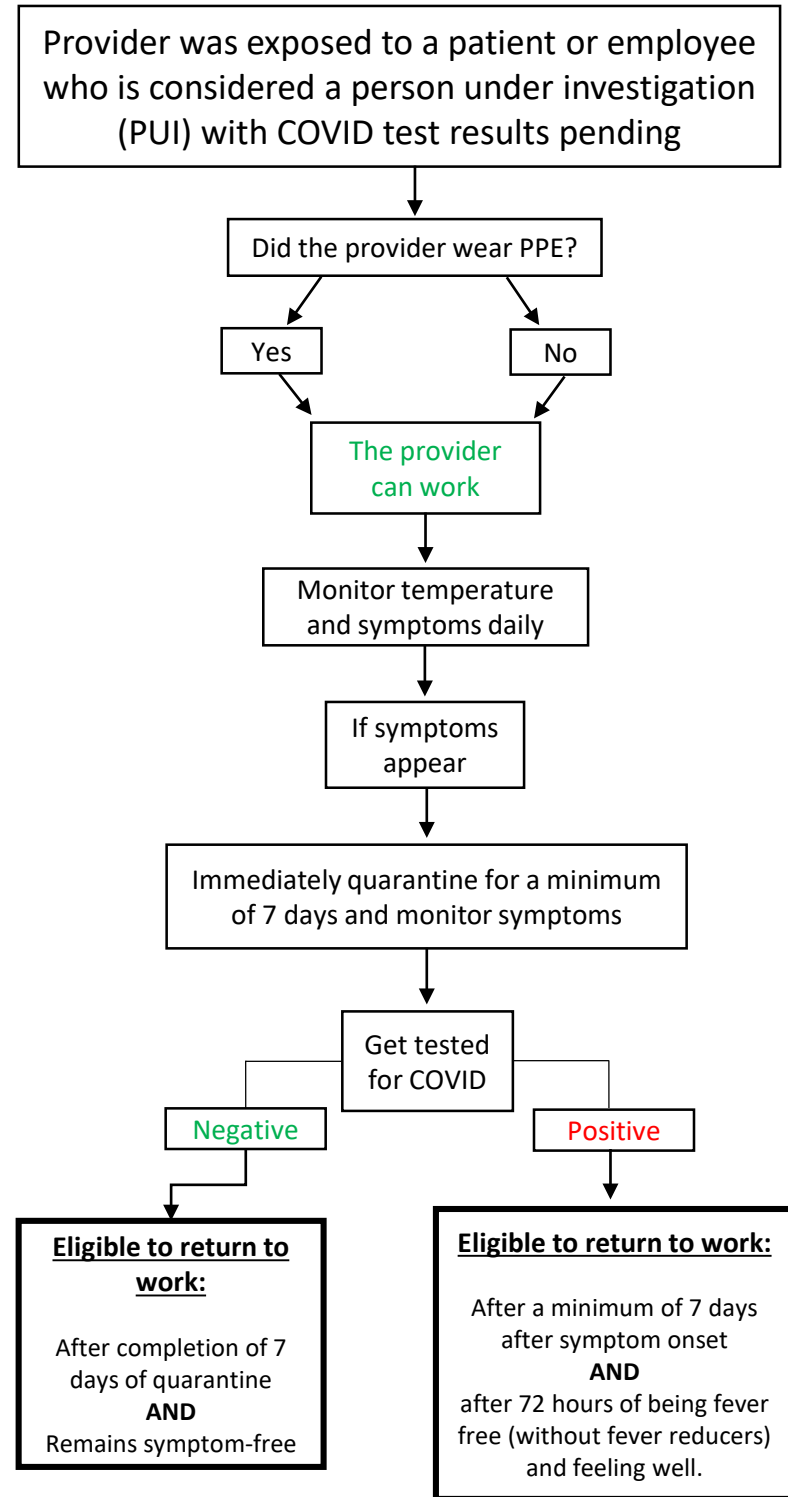 Provider was exposed to a patient or employee
who is considered a person under investigation
(PUI) with COVID test results pending
Did the provider wear PPE?
Yes
No
The provider
can work
Monitor temperature
and symptoms daily
If symptoms
appear
Immediately quarantine for a minimum
of 7 days and monitor symptoms
Get tested
for COVID
Negative
Positive
Eligible to return to
work:
After completion of 7
days of quarantine
AND
Remains symptom-free
Eligible to return to work:
After a minimum of 7 days
after symptom onset
AND
after 72 hours of being fever
free (without fever reducers)
and feeling well.